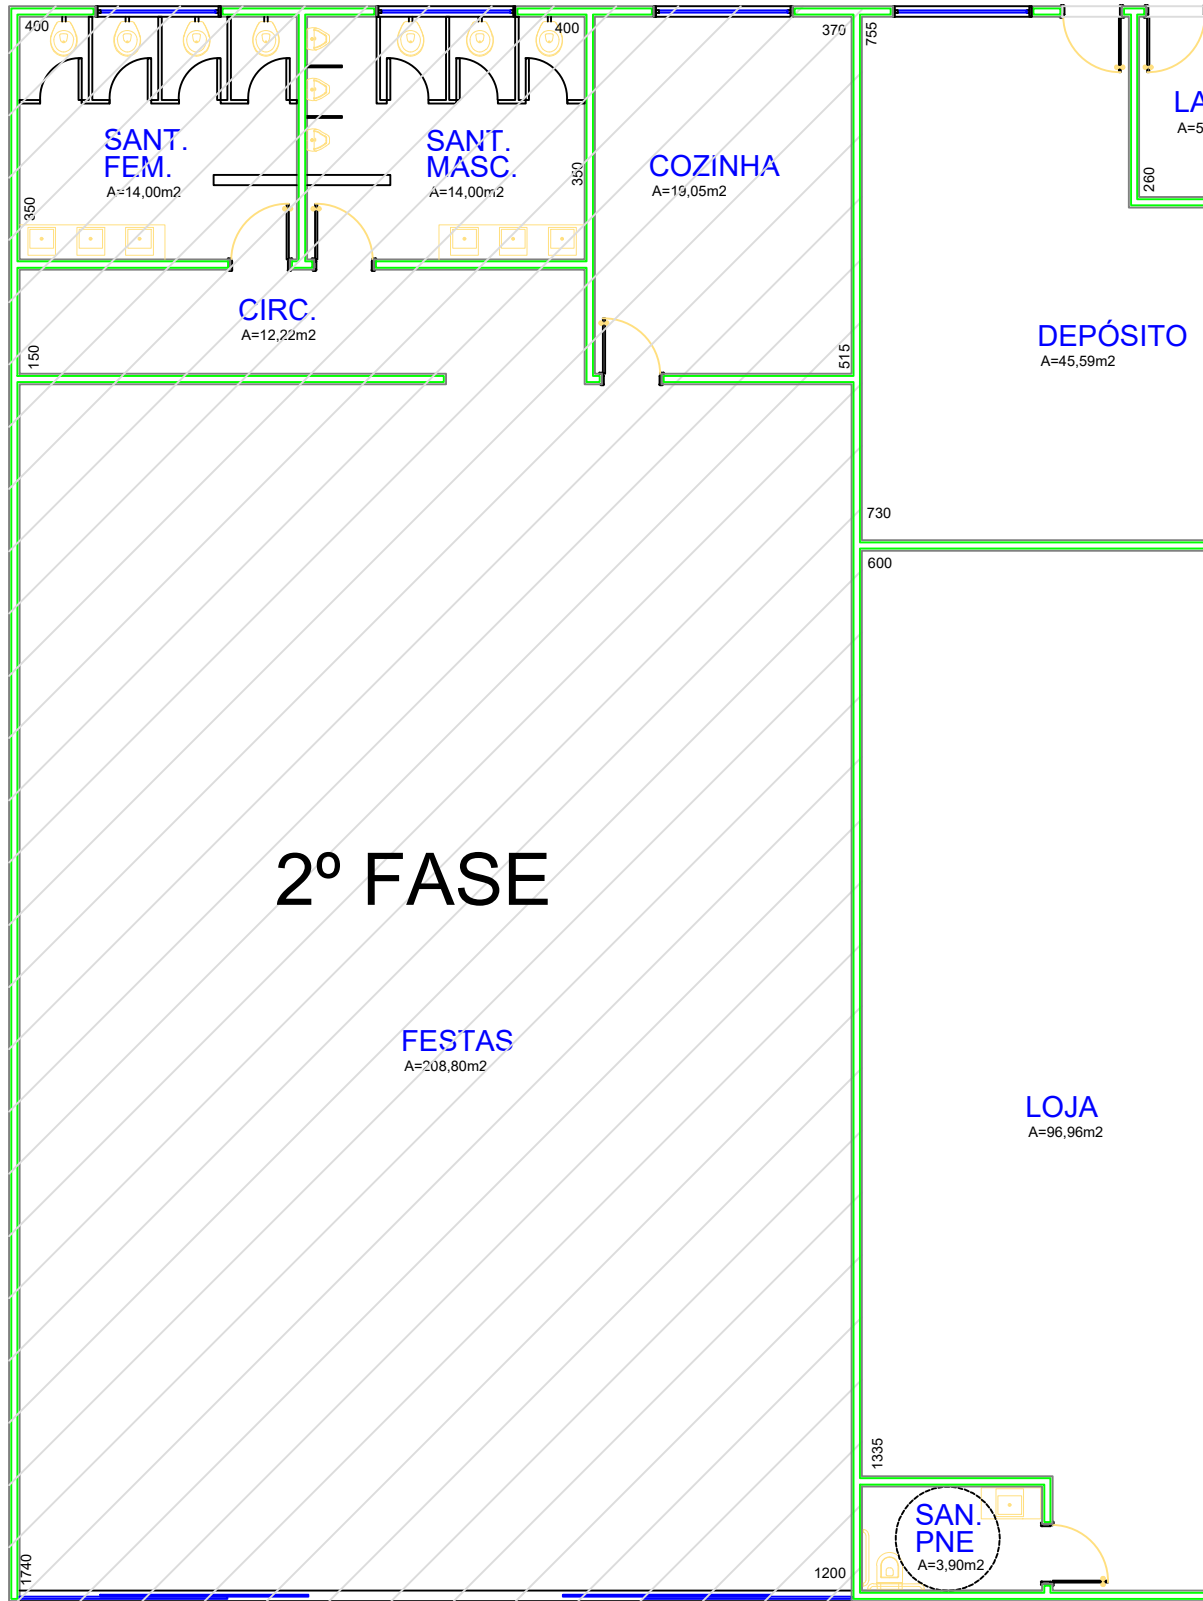 400
400
370
755
SANT.
FEM.
A=14,00m2
350
SANT.
MASC.
A=14,00m2
350
COZINHA
A=19,05m2
LA
A=5
260
CIRC.
A=12,22m2
150
515
DEPÓSITO
A=45,59m2
730
600
2º FASE
FESTAS
A=208,80m2
LOJA
A=96,96m2
1335
SAN.
PNE
A=3,90m2
1740
1200